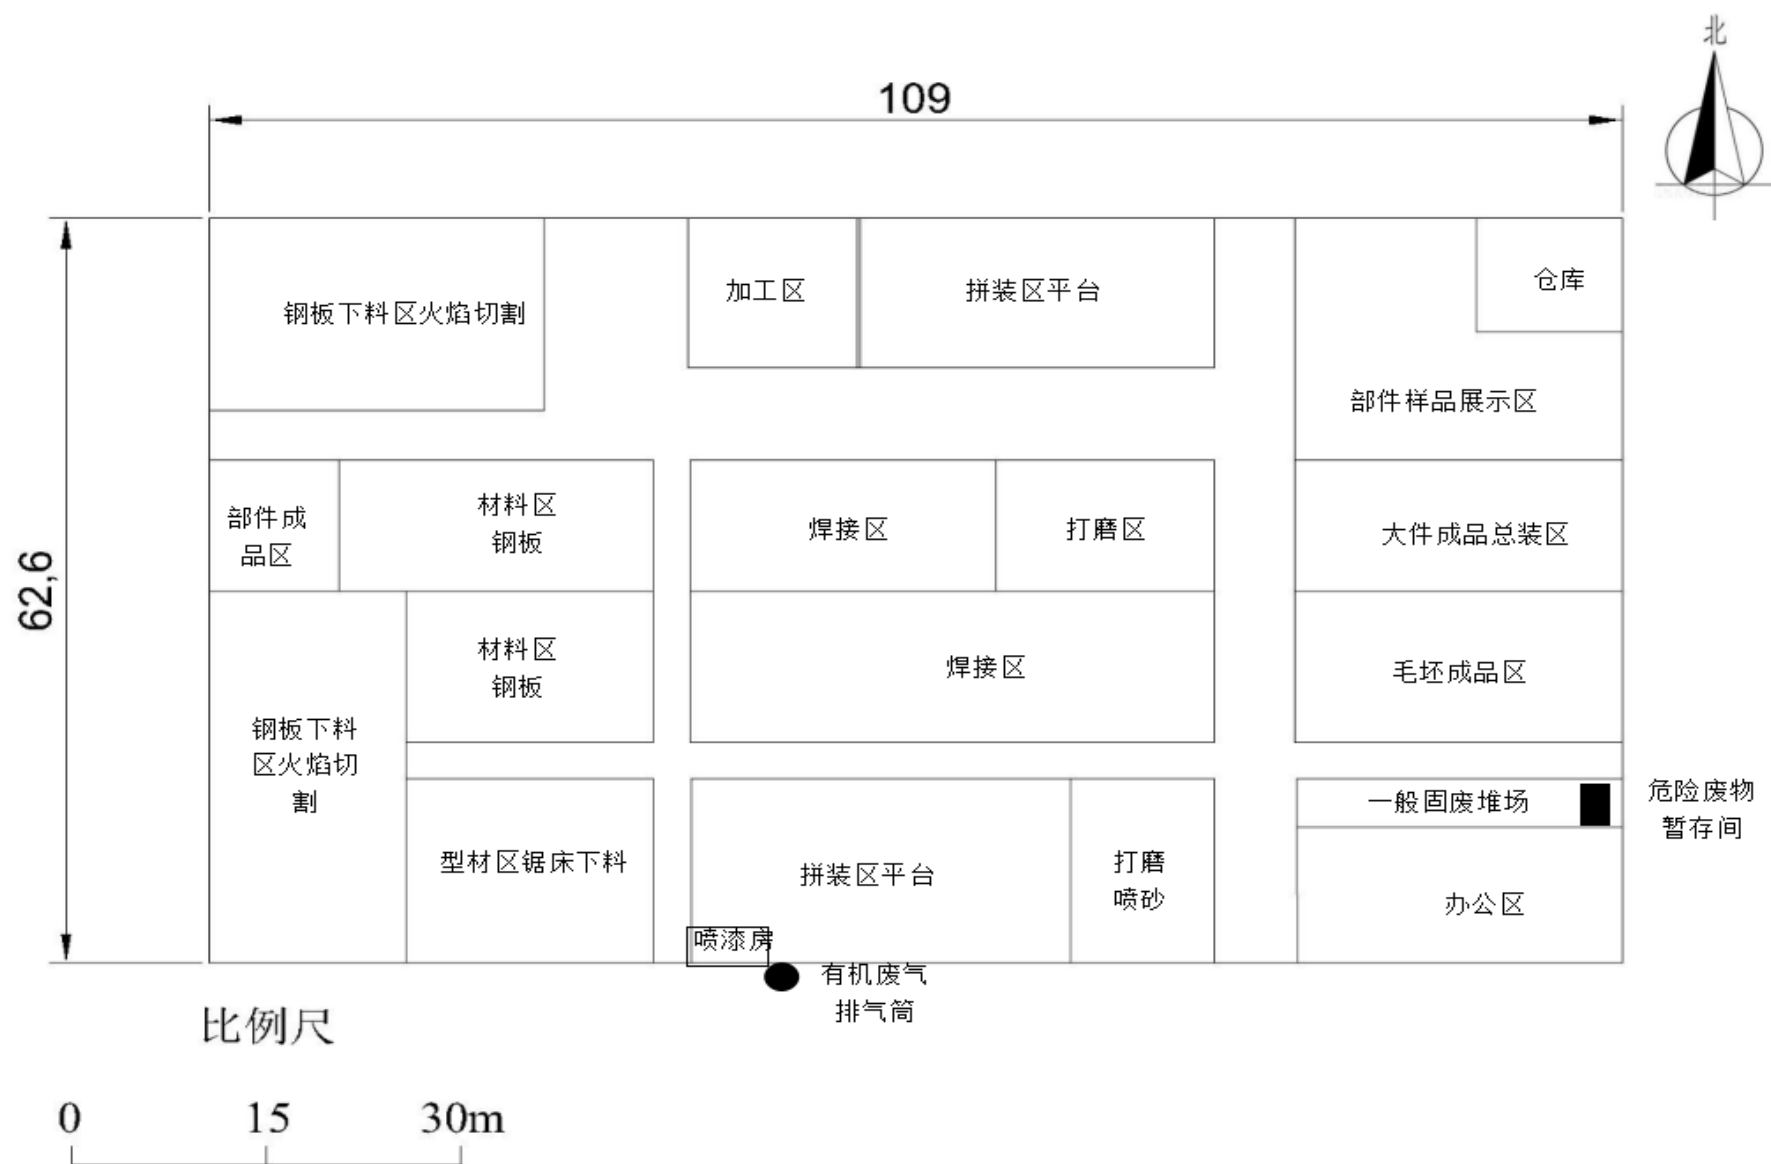 北
109
62,6
钢板下料区火焰切割
加工区
拼装区平台
仓库
部件样品展示区
部件成
品区
材料区
钢板
焊接区
打磨区
大件成品总装区
材料区
钢板
焊接区
毛坯成品区
钢板下料
区火焰切
割
型材区锯床下料
拼装区平台
打磨
喷砂
一般固废堆场
危险废物
暂存间
办公区
喷漆房
有机废气
排气筒
比例尺
0 15 30m